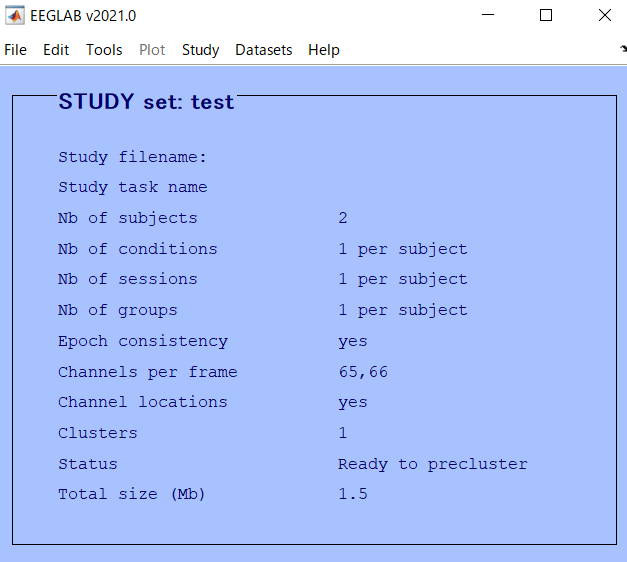 EEGLAB v2021.0
File Edit Tools Plot Study Datasets Help
STUDY set: test
Study filename:
Study task name
Nb of subjects 2
Nb of conditions 1 per subject
Nb of sessions 1 per subject
Nb of groups 1 per subject
Epoch consistency yes
Channels per frame 65,66
Channel locations yes
Clusters 1
Status Ready to precluster
Total size (Mb) 1.5